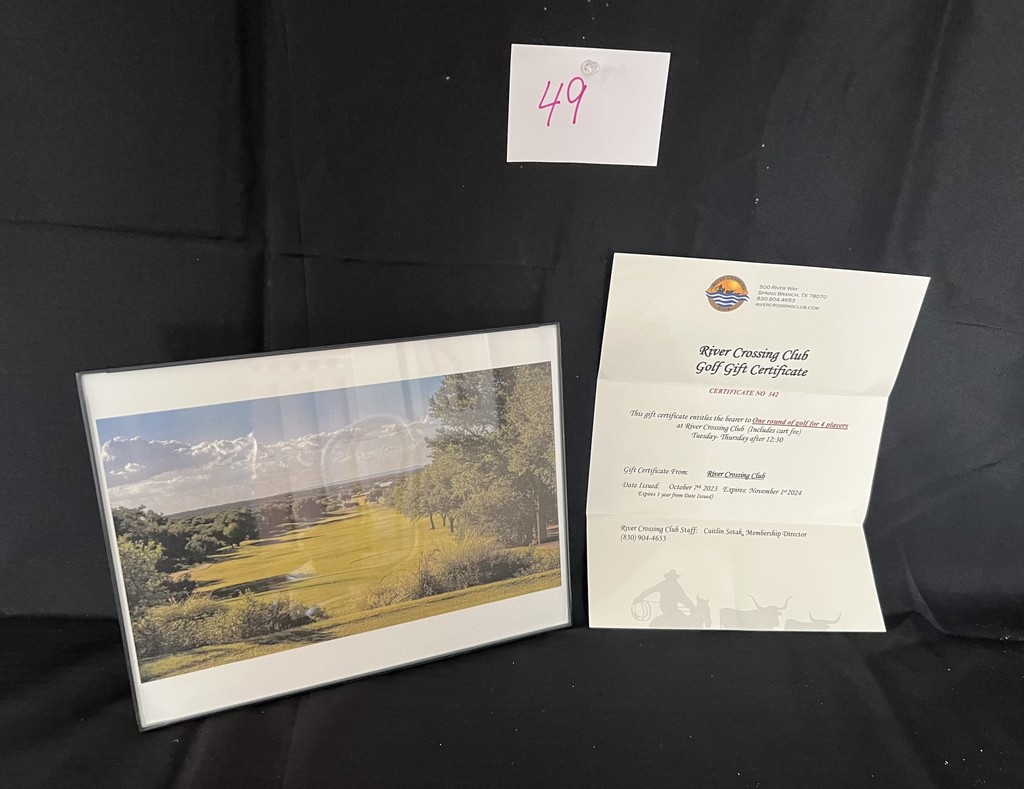 49
500 River Way
Spring Branch, TX 78070
830.904.4653
rivercrossingclub.com
River Crossing Club
Golf Gift Certificate
CERTIFICATE NO 342
This gift certificate entitles the bearer to One round of golf for 4 players
at River Crossing Club (Includes cart fee)
Tuesday- Thursday after 12:30
Gift Certificate From: River Crossing Club
Date Issued: October 7th 2023 Expires: November 1st 2024
Expires 1 year from Date Issued)
River Crossing Club Staff: Caitlin Sotak, Membership Director
(830) 904-4653